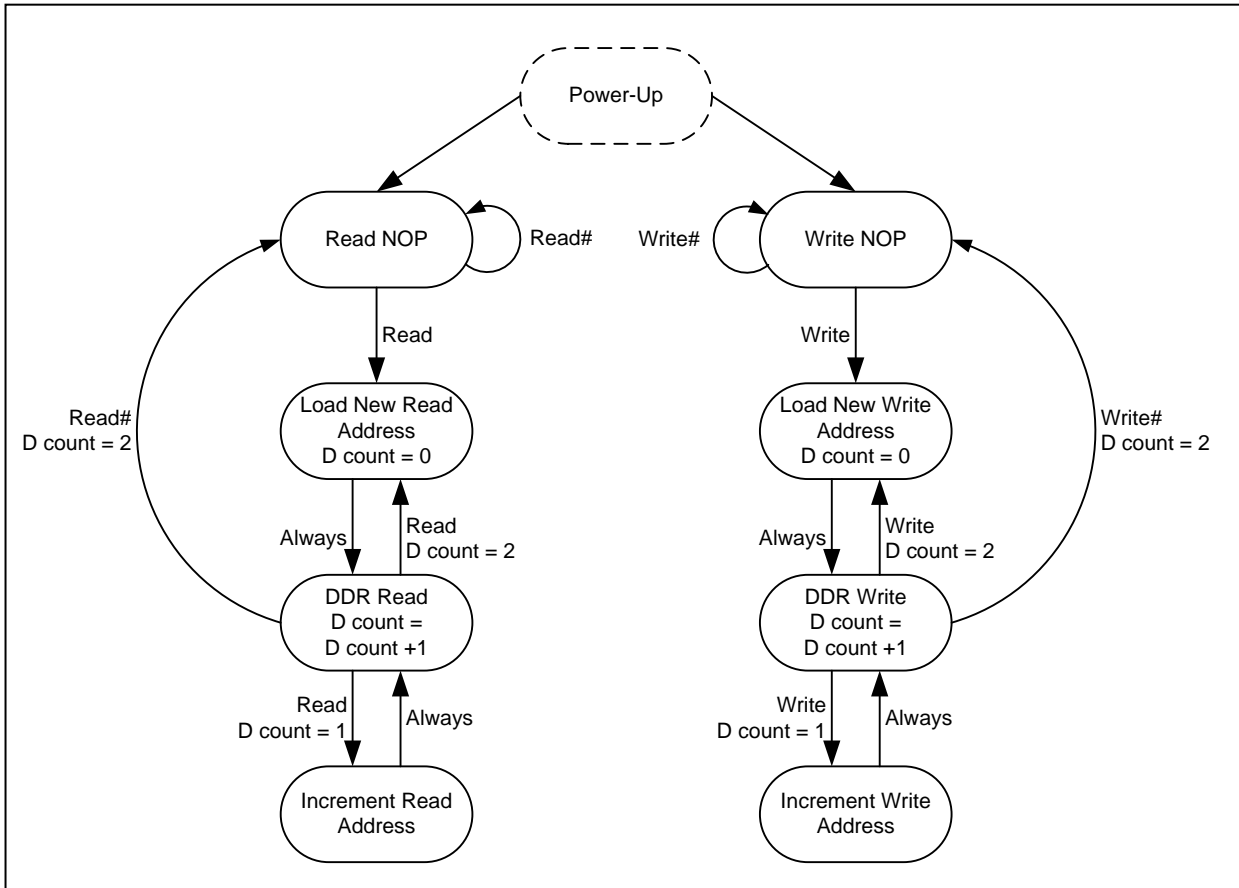 Power-Up
Read NOP
Read#
Write#
Write NOP
Read
Write
Load New Read
Address
D count = 0
Load New Write
Address
D count = 0
Read#
D count = 2
Write#
D count = 2
Always
Read
D count = 2
Always
Write
D count = 2
DDR Read
D count =
D count +1
DDR Write
D count =
D count +1
Read
D count = 1
Always
Write
D count = 1
Always
Increment Read
Address
Increment Write
Address